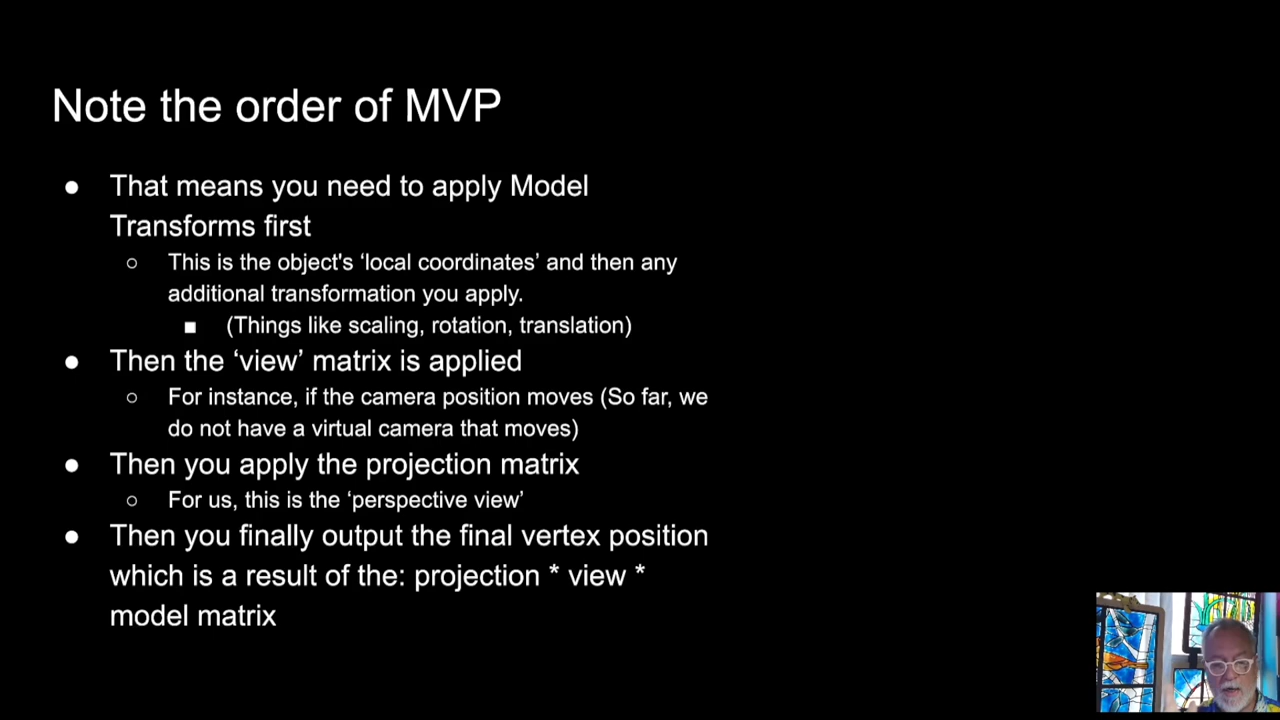 Note the order of MVP
● That means you need to apply Model
Transforms first
○ This is the object's ‘local coordinates’ and then any
additional transformation you apply.
■ (Things like scaling, rotation, translation)
● Then the ‘view’ matrix is applied
○ For instance, if the camera position moves (So far, we
do not have a virtual camera that moves)
● Then you apply the projection matrix
○ For us, this is the ‘perspective view’
● Then you finally output the final vertex position
which is a result of the: projection * view *
model matrix